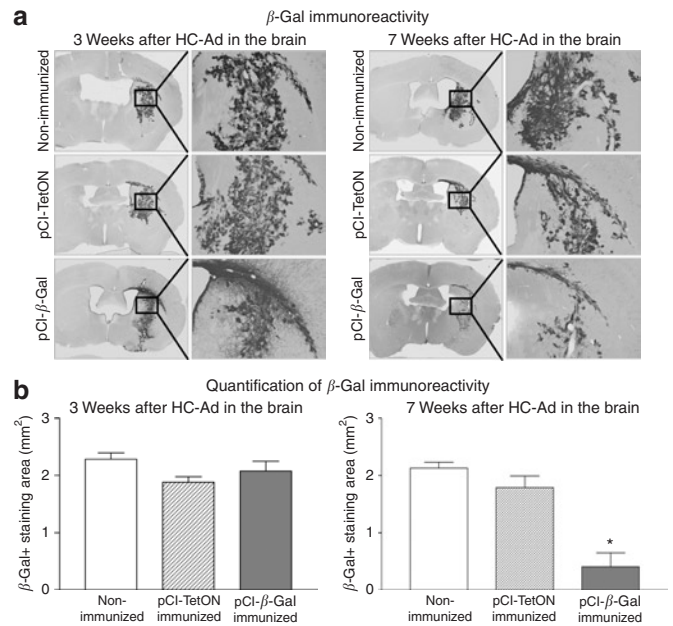 a
β-Gal immunoreactivity
3 Weeks after HC-Ad in the brain
7 Weeks after HC-Ad in the brain
Non-immunized
pCI-TetON
pCI-β-Gal
Non-immunized
pCI-TetON
pCI-β-Gal
b
Quantification of β-Gal immunoreactivity
3 Weeks after HC-Ad in the brain
β-Gal+ staining area (mm²)
3
2
1
0
Non-
immunized
pCI-TetON
immunized
pCI-β-Gal
immunized
7 Weeks after HC-Ad in the brain
β-Gal+ staining area (mm²)
3
2
1
0
*
Non-
immunized
pCI-TetON
immunized
pCI-β-Gal
immunized